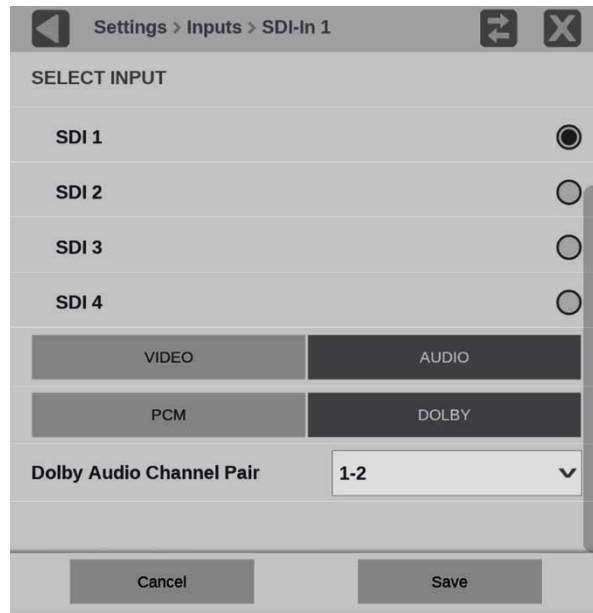 Settings > Inputs > SDI-In 1
SELECT INPUT
SDI 1
SDI 2
SDI 3
SDI 4
VIDEO AUDIO
PCM DOLBY
Dolby Audio Channel Pair 1-2
Cancel Save